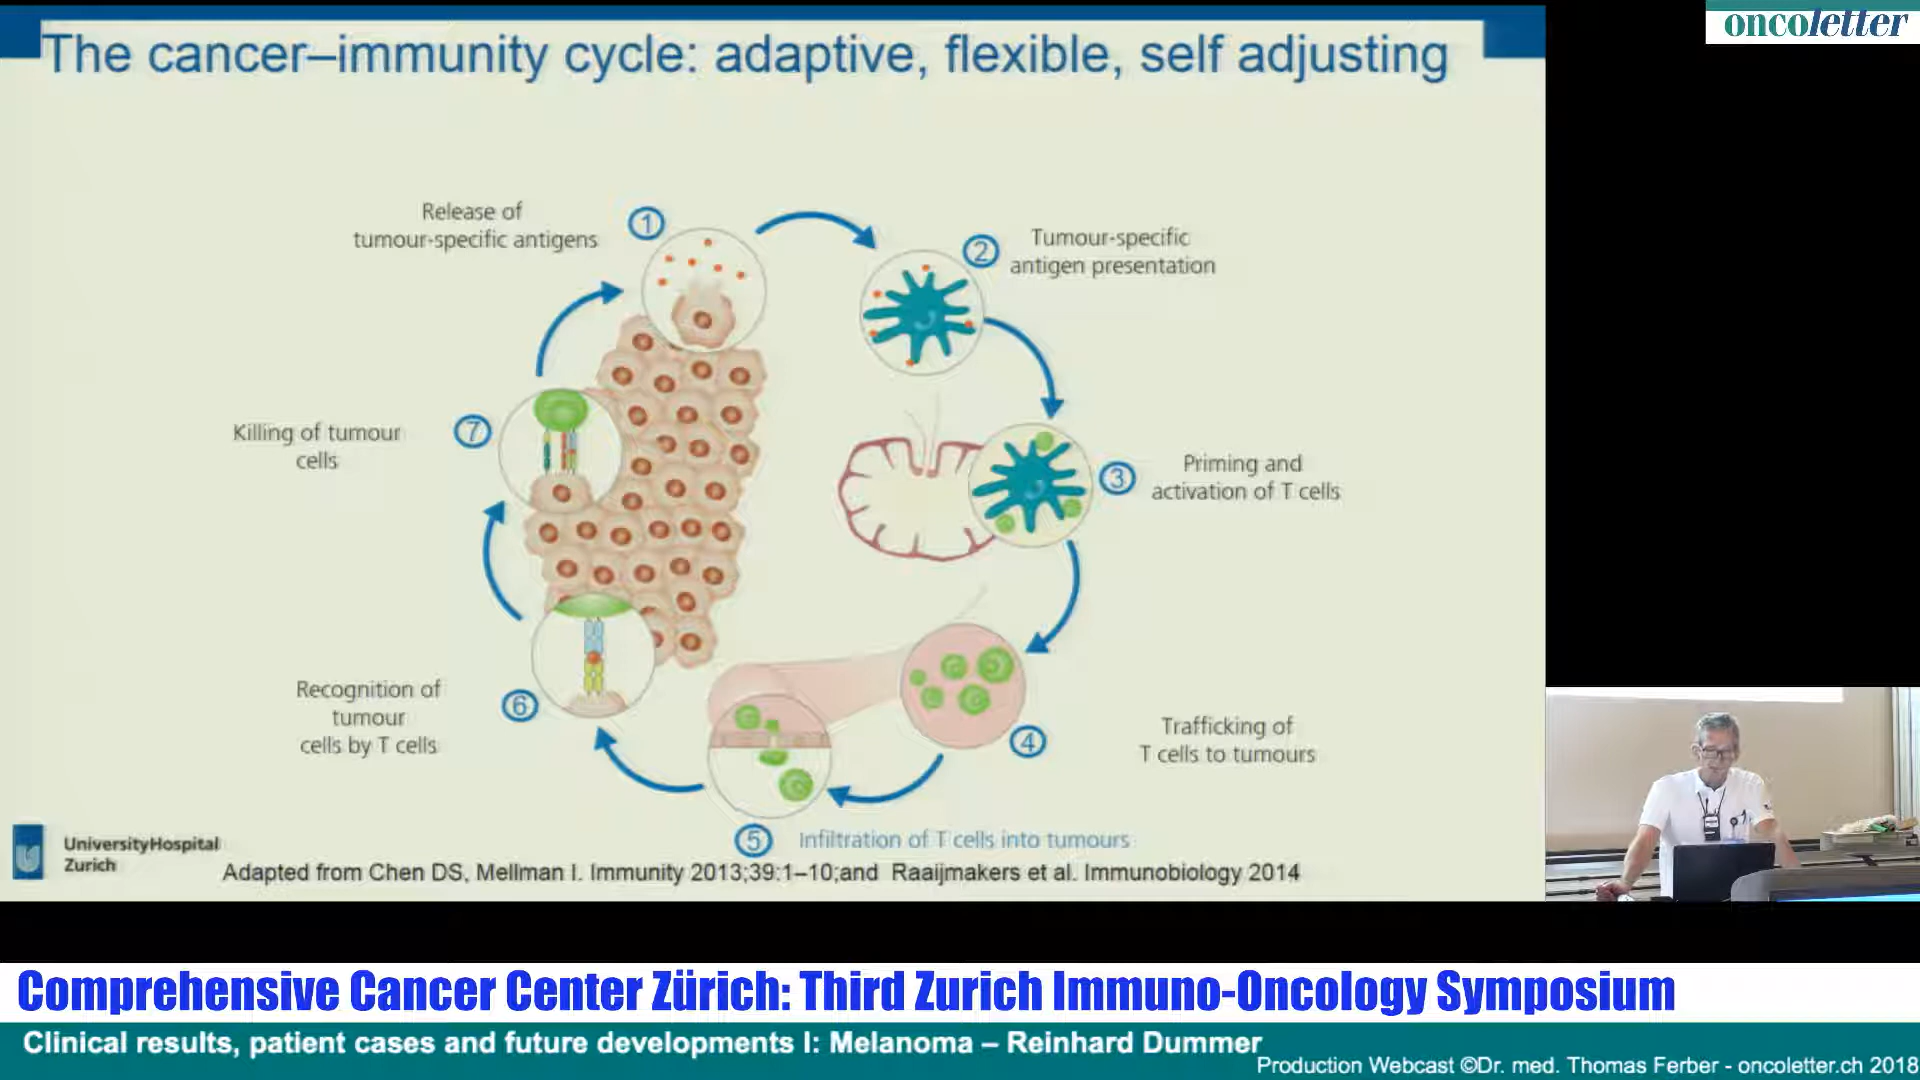 oncoletter
The cancer–immunity cycle: adaptive, flexible, self adjusting
Release of
tumour-specific antigens
1
2
Tumour-specific
antigen presentation
Killing of tumour
cells
7
3
Priming and
activation of T cells
Recognition of
tumour
cells by T cells
6
4
Trafficking of
T cells to tumours
5
Infiltration of T cells into tumours
UniversityHospital
Zurich
Adapted from Chen DS, Mellman I. Immunity 2013;39:1–10;and Raaijmakers et al. Immunobiology 2014
Comprehensive Cancer Center Zürich: Third Zurich Immuno-Oncology Symposium
Clinical results, patient cases and future developments I: Melanoma – Reinhard Dummer
Production Webcast ©Dr. med. Thomas Ferber - oncoletter.ch 2018